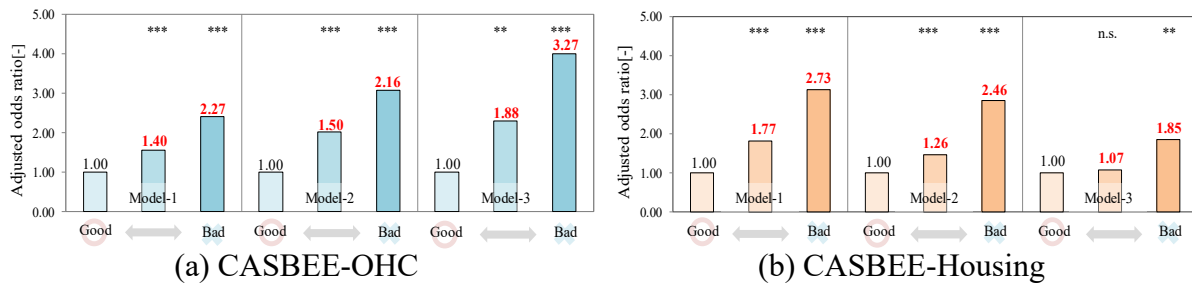 Adjusted odds ratio[-]
5.00
4.00
3.00
2.00
1.00
0.00
*** *** *** *** ** ***
1.00 1.40 2.27 1.00 1.50 2.16 1.00 1.88 3.27
Model-1 Model-2 Model-3
Good Bad Good Bad Good Bad
(a) CASBEE-OHC
Adjusted odds ratio[-]
5.00
4.00
3.00
2.00
1.00
0.00
*** *** *** *** n.s. **
1.00 1.77 2.73 1.00 1.26 2.46 1.00 1.07 1.85
Model-1 Model-2 Model-3
Good Bad Good Bad Good Bad
(b) CASBEE-Housing